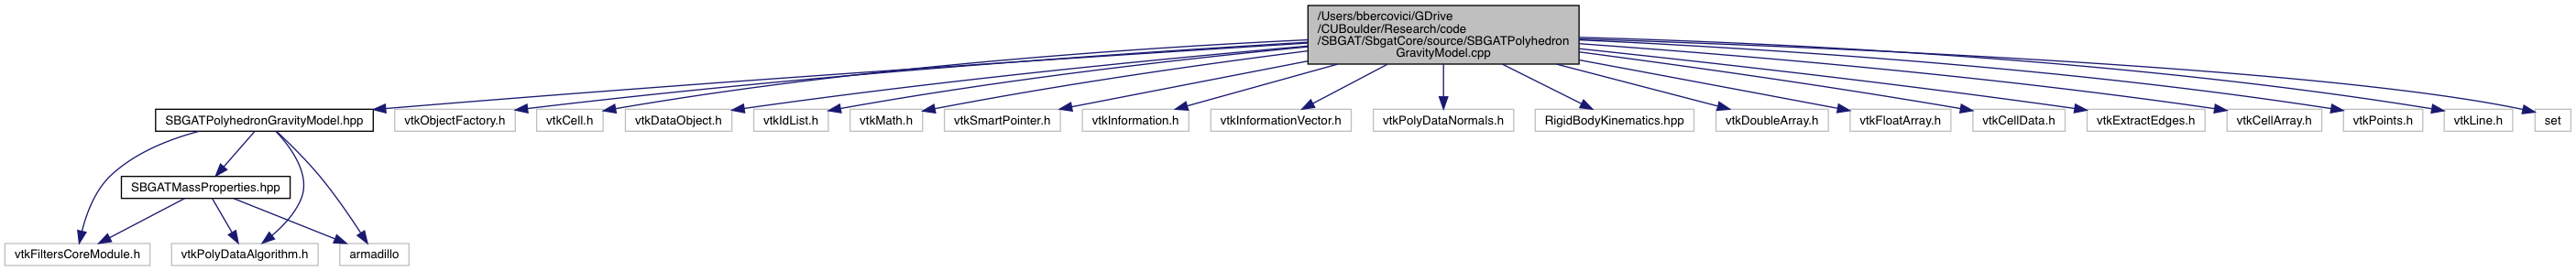 /Users/bbercovici/GDrive
/CUBoulder/Research/code
/SBGAT/SbgatCore/source/SBGATPolyhedron
GravityModel.cpp
SBGATPolyhedronGravityModel.hpp
vtkObjectFactory.h
vtkCell.h
vtkDataObject.h
vtkIdList.h
vtkMath.h
vtkSmartPointer.h
vtkInformation.h
vtkInformationVector.h
vtkPolyDataNormals.h
RigidBodyKinematics.hpp
vtkDoubleArray.h
vtkFloatArray.h
vtkCellData.h
vtkExtractEdges.h
vtkCellArray.h
vtkPoints.h
vtkLine.h
set
SBGATMassProperties.hpp
vtkFiltersCoreModule.h
vtkPolyDataAlgorithm.h
armadillo